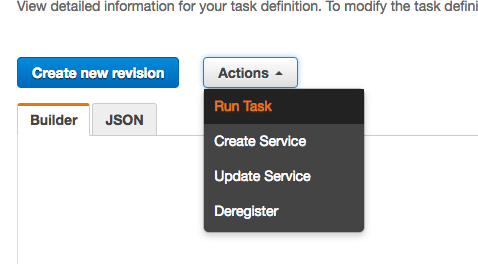 View detailed information for your task definition. To modify the task defini
Create new revision
Actions
Run Task
Create Service
Update Service
Deregister
Builder
JSON